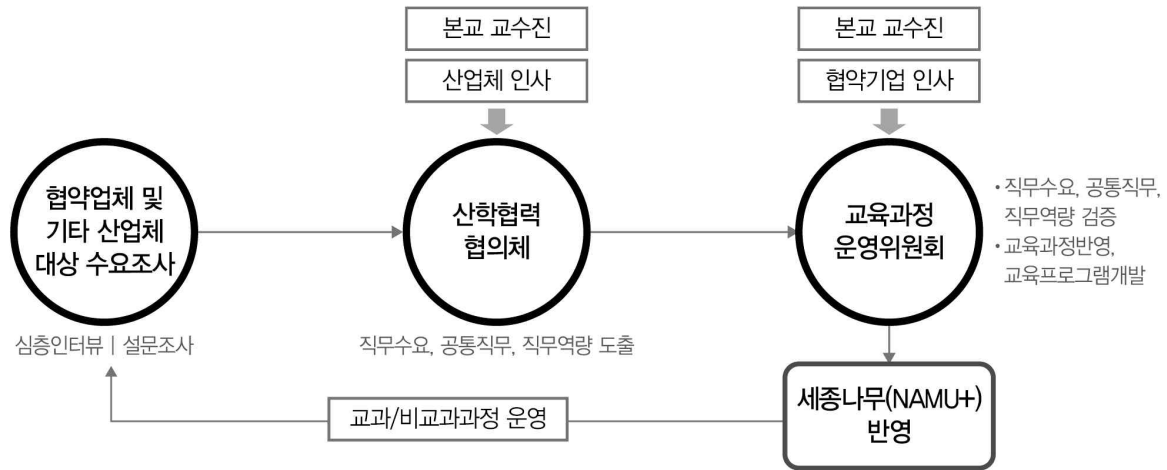 본교 교수진
산업체 인사
본교 교수진
협약기업 인사
협약업체 및
기타 산업체
대상 수요조사
심층인터뷰 | 설문조사
산학협력
협의체
직무수요, 공통직무, 직무역량 도출
교육과정
운영위원회
• 직무수요, 공통직무,
직무역량 검증
• 교육과정반영,
교육프로그램개발
세종나무(NAMU+)
반영
교과/비교과과정 운영